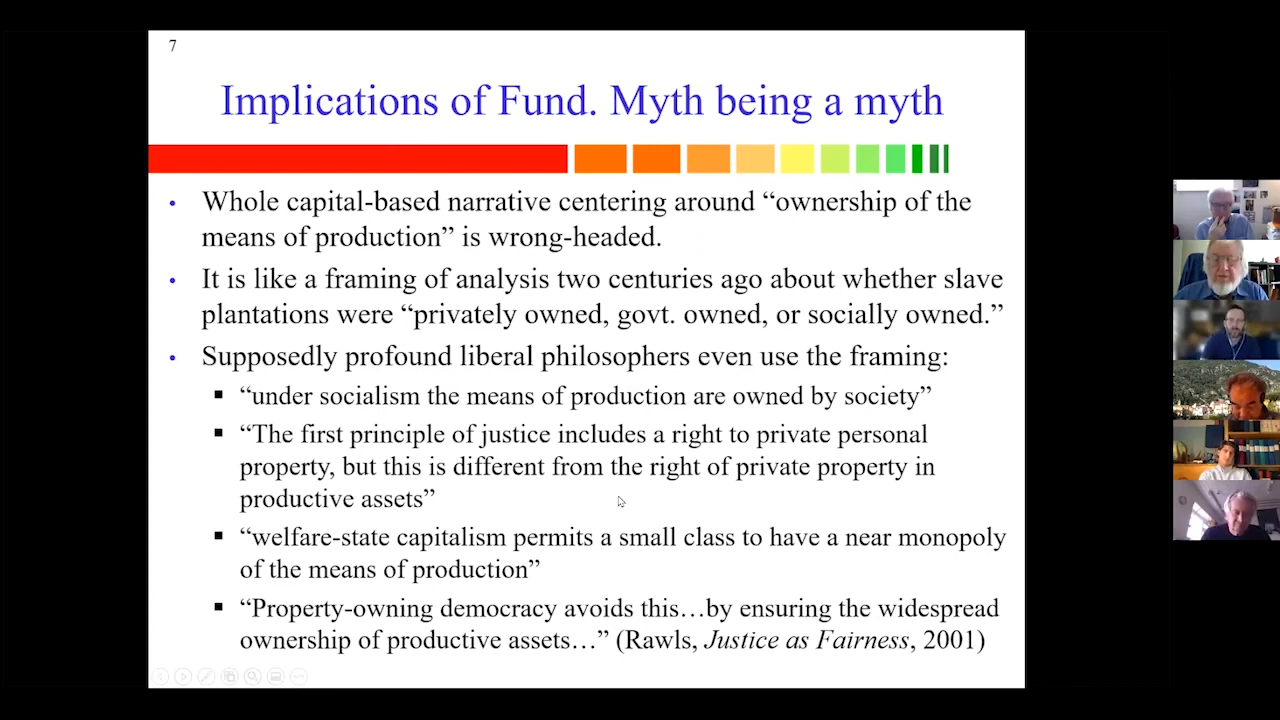 7
Implications of Fund. Myth being a myth
• Whole capital-based narrative centering around “ownership of the
means of production” is wrong-headed.
• It is like a framing of analysis two centuries ago about whether slave
plantations were “privately owned, govt. owned, or socially owned.”
• Supposedly profound liberal philosophers even use the framing:
▪ “under socialism the means of production are owned by society”
▪ “The first principle of justice includes a right to private personal
property, but this is different from the right of private property in
productive assets”
▪ “welfare-state capitalism permits a small class to have a near monopoly
of the means of production”
▪ “Property-owning democracy avoids this…by ensuring the widespread
ownership of productive assets…” (Rawls, Justice as Fairness, 2001)